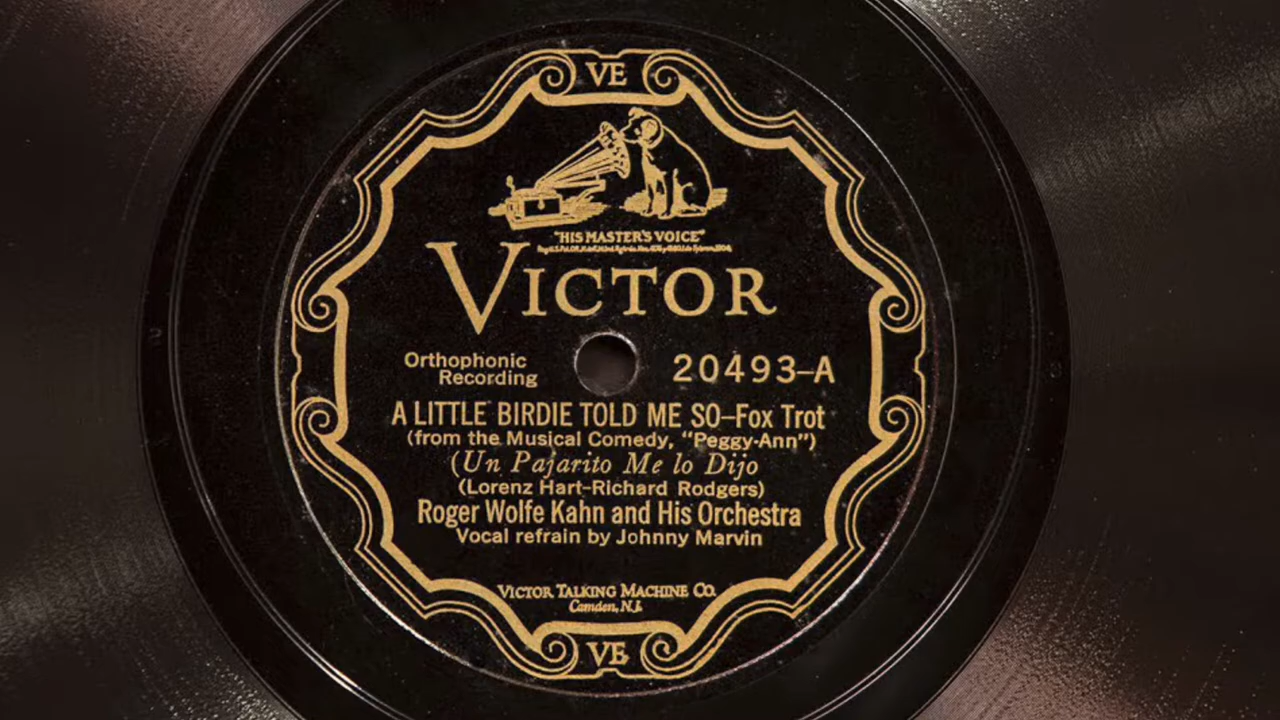 VE
"HIS MASTER'S VOICE"
VICTOR
Orthophonic
Recording
20493-A
A LITTLE BIRDIE TOLD ME SO-Fox Trot
(from the Musical Comedy, "Peggy-Ann")
(Un Pajarito Me lo Dijo
(Lorenz Hart-Richard Rodgers)
Roger Wolfe Kahn and His Orchestra
Vocal refrain by Johnny Marvin
VICTOR TALKING MACHINE CO.
Camden, N.J.
VE